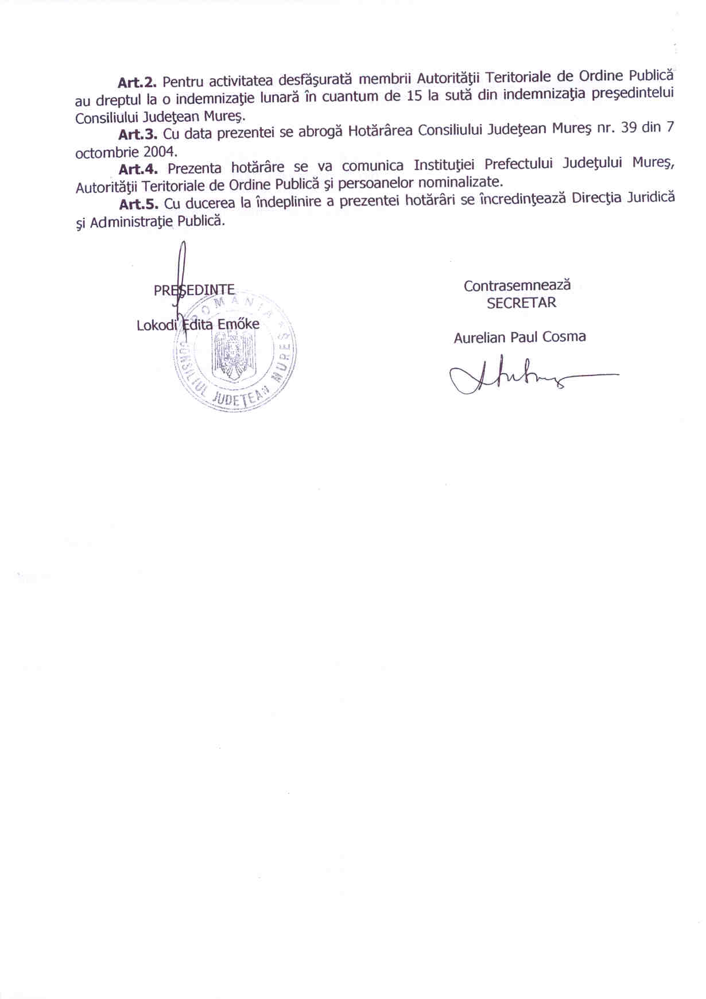 Art.2. Pentru activitatea desfăşurată membrii Autorităţii Teritoriale de Ordine Publică
au dreptul la o indemnizaţie lunară în cuantum de 15 la sută din indemnizaţia preşedintelui
Consiliului Judeţean Mureş.
Art.3. Cu data prezentei se abrogă Hotărârea Consiliului Judeţean Mureş nr. 39 din 7
octombrie 2004.
Art.4. Prezenta hotărâre se va comunica Instituţiei Prefectului Judeţului Mureş,
Autorităţii Teritoriale de Ordine Publică şi persoanelor nominalizate.
Art.5. Cu ducerea la îndeplinire a prezentei hotărâri se încredinţează Direcţia Juridică
şi Administraţie Publică.
PREŞEDINTE
Lokodi Edita Emőke
ROMÂNIA
CONSILIUL JUDEŢEAN MUREŞ
Contrasemnează
SECRETAR
Aurelian Paul Cosma